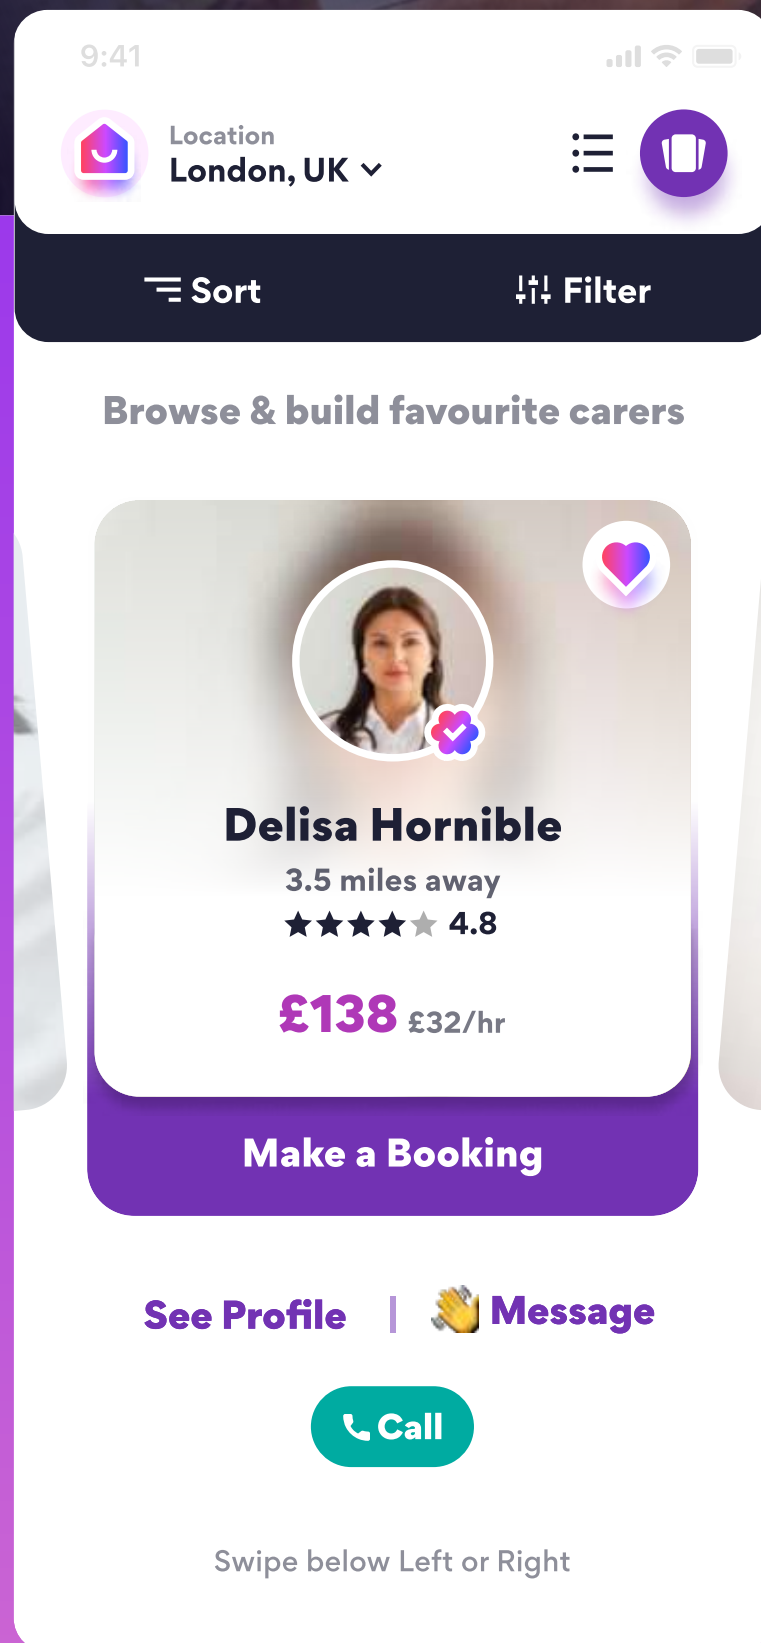 9:41
Location
London, UK
Sort
Filter
Browse & build favourite carers
Delisa Hornible
3.5 miles away
4.8
£138 £32/hr
Make a Booking
See Profile | 👋 Message
Call
Swipe below Left or Right